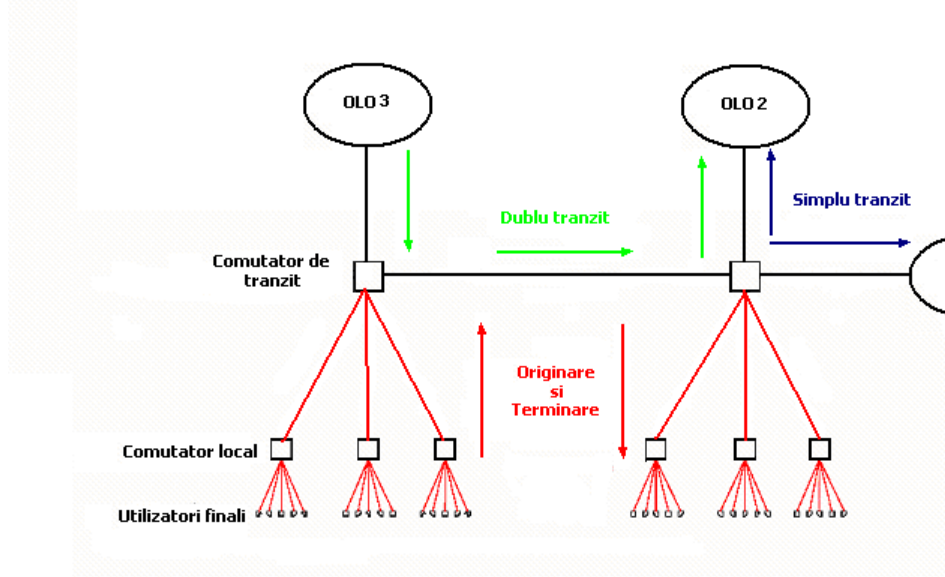 OLO 3
OLO 2
Simplu tranzit
Dublu tranzit
Comutator de
tranzit
Originare
si
Terminare
Comutator local
Utilizatori finali